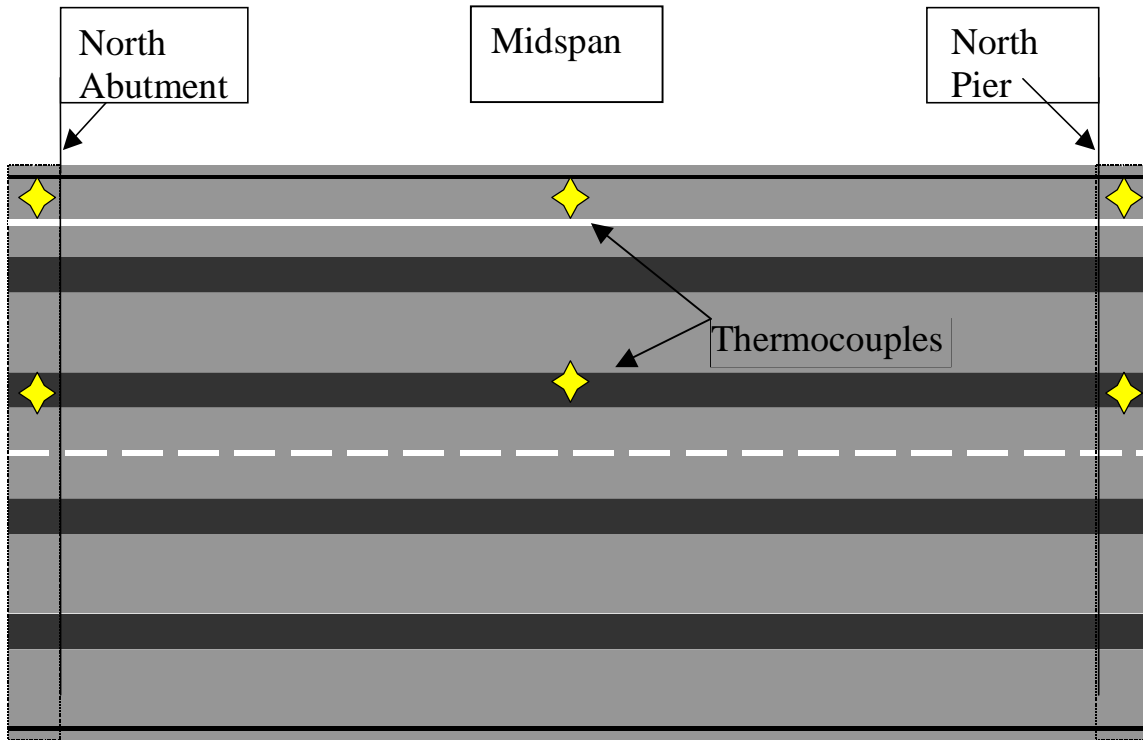 North
Abutment
Midspan
North
Pier
Thermocouples